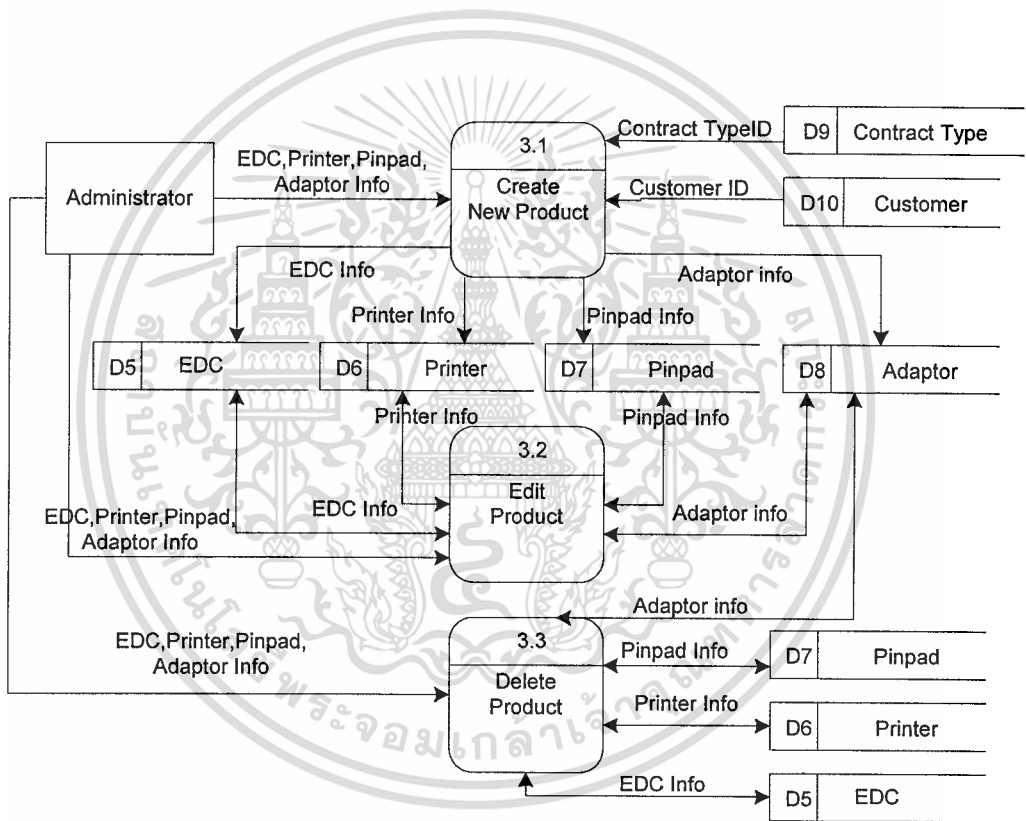 3.1
Contract TypeID
D9
Contract Type
Administrator
EDC,Printer,Pinpad,
Adaptor Info
Create
New Product
Customer ID
D10
Customer
EDC Info
Adaptor info
Printer Info
Pinpad Info
D5
EDC
D6
Printer
D7
Pinpad
D8
Adaptor
Printer Info
Pinpad Info
3.2
Edit
Product
EDC Info
Adaptor info
EDC,Printer,Pinpad,
Adaptor Info
Adaptor info
3.3
EDC,Printer,Pinpad,
Adaptor Info
Pinpad Info
D7
Pinpad
Delete
Product
Printer Info
D6
Printer
EDC Info
D5
EDC